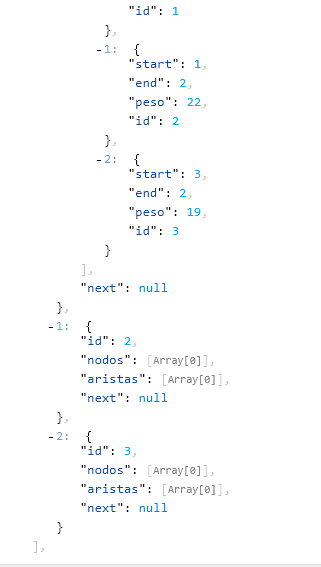 "id": 1
},
-1: {
"start": 1,
"end": 2,
"peso": 22,
"id": 2
},
-2: {
"start": 3,
"end": 2,
"peso": 19,
"id": 3
}
],
"next": null
},
-1: {
"id": 2,
"nodos": [Array[0]],
"aristas": [Array[0]],
"next": null
},
-2: {
"id": 3,
"nodos": [Array[0]],
"aristas": [Array[0]],
"next": null
}
],